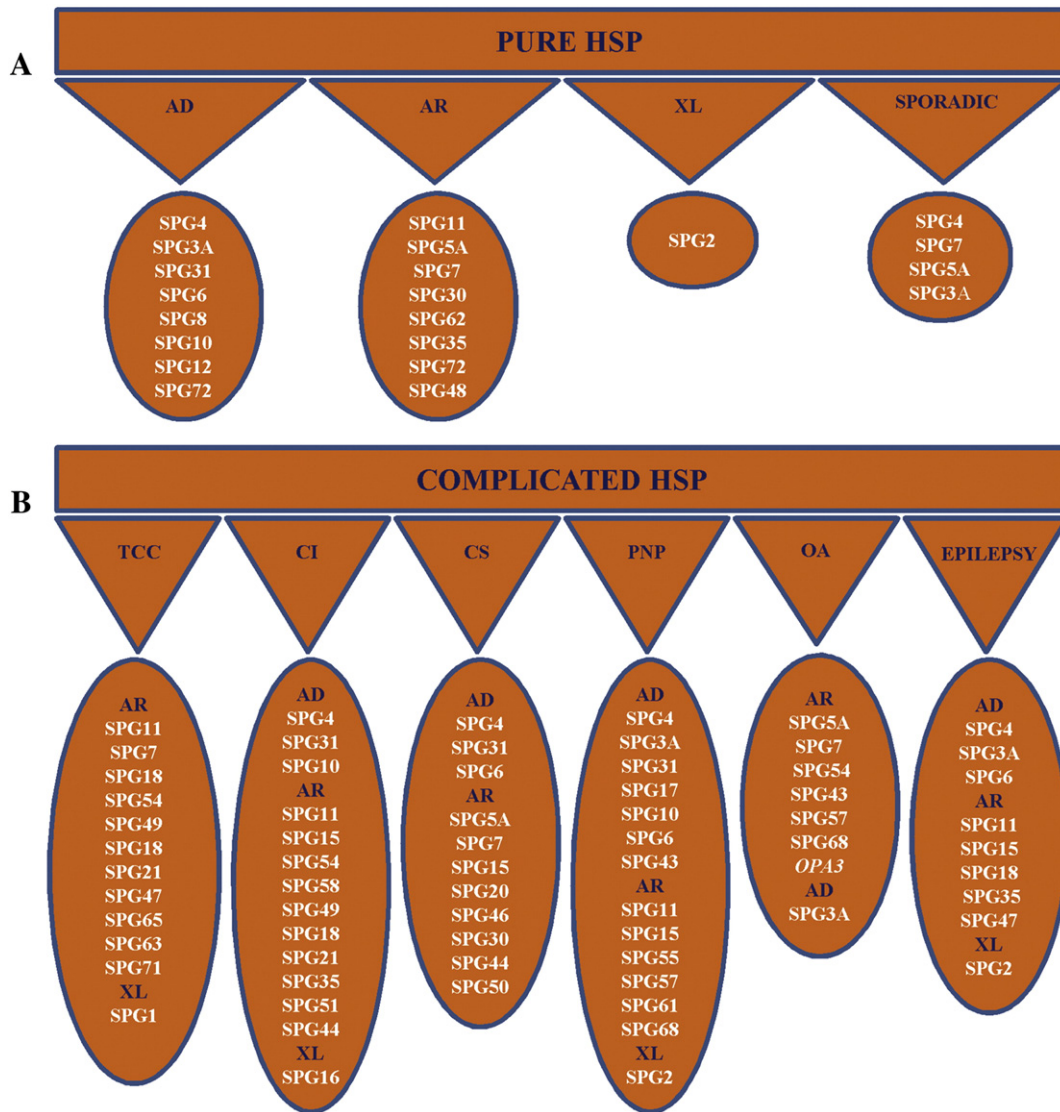 A
PURE HSP
AD
SPG4
SPG3A
SPG31
SPG6
SPG8
SPG10
SPG12
SPG72
AR
SPG11
SPG5A
SPG7
SPG30
SPG62
SPG35
SPG72
SPG48
XL
SPG2
SPORADIC
SPG4
SPG7
SPG5A
SPG3A
B
COMPLICATED HSP
TCC
AR
SPG11
SPG7
SPG18
SPG54
SPG49
SPG18
SPG21
SPG47
SPG65
SPG63
SPG71
XL
SPG1
CI
AD
SPG4
SPG31
SPG10
AR
SPG11
SPG15
SPG54
SPG58
SPG49
SPG18
SPG21
SPG35
SPG51
SPG44
XL
SPG16
CS
AD
SPG4
SPG31
SPG6
AR
SPG5A
SPG7
SPG15
SPG20
SPG46
SPG30
SPG44
SPG50
PNP
AD
SPG4
SPG3A
SPG31
SPG17
SPG10
SPG6
SPG43
AR
SPG11
SPG15
SPG55
SPG57
SPG61
SPG68
XL
SPG2
OA
AR
SPG5A
SPG7
SPG54
SPG43
SPG57
SPG68
OPA3
AD
SPG3A
EPILEPSY
AD
SPG4
SPG3A
SPG6
AR
SPG11
SPG15
SPG18
SPG35
SPG47
XL
SPG2